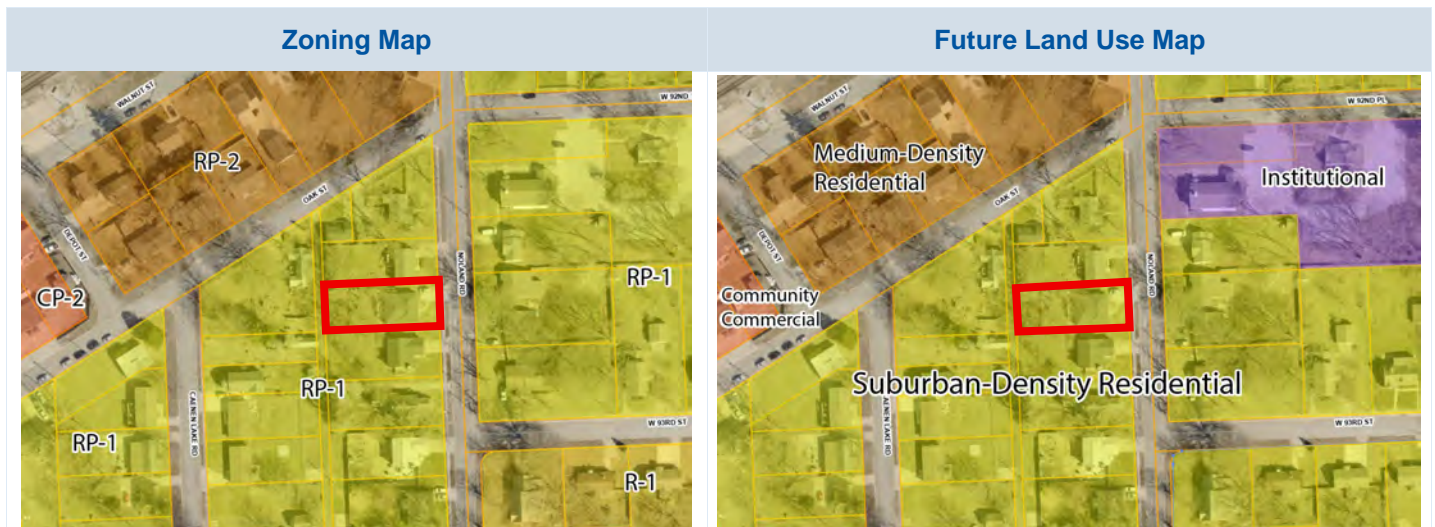 Zoning Map
Future Land Use Map
WALNUT ST
W 92ND
RP-2
OAK ST
DEPOT ST
NOLAND RD
CP-2
RP-1
RP-1
CAENEN LAKE RD
RP-1
W 93RD ST
R-1
WALNUT ST
W 92ND PL
Medium-Density
Residential
Institutional
OAK ST
DEPOT ST
NOLAND RD
Community
Commercial
Suburban-Density Residential
AENEN LAKE RD
W 93RD ST